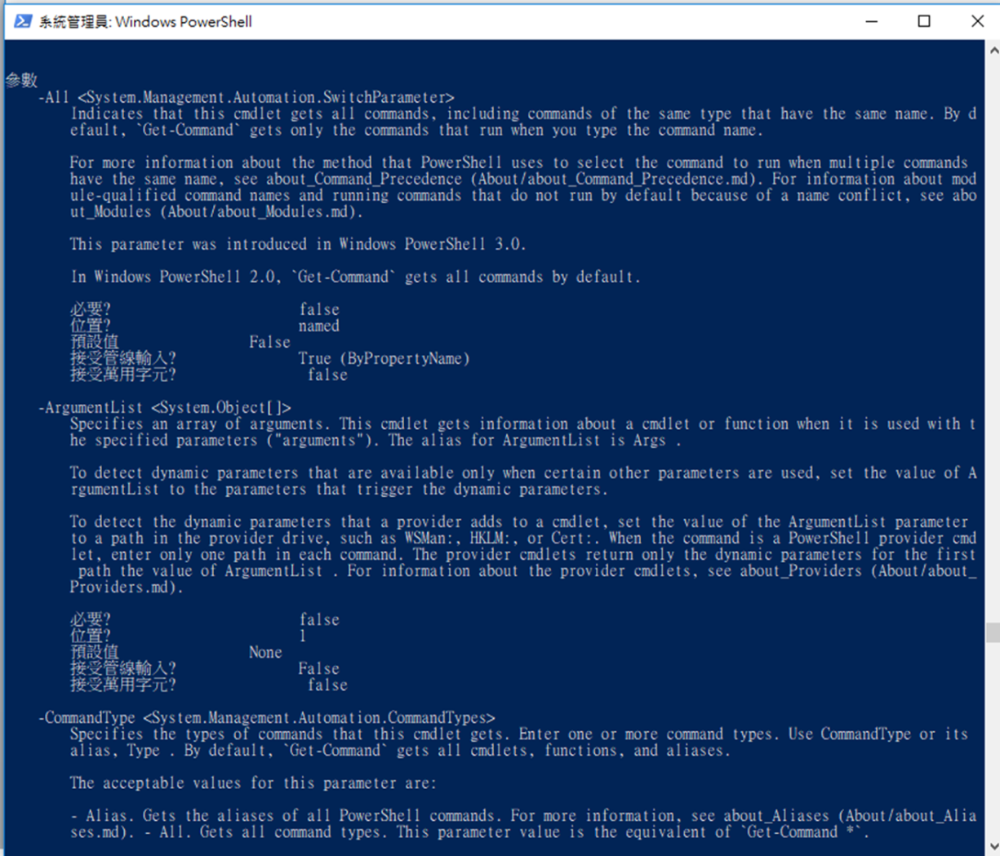 系統管理員: Windows PowerShell
參數
-All <System.Management.Automation.SwitchParameter>
Indicates that this cmdlet gets all commands, including commands of the same type that have the same name. By d
efault, `Get-Command` gets only the commands that run when you type the command name.
For more information about the method that PowerShell uses to select the command to run when multiple commands
have the same name, see about_Command_Precedence (About/about_Command_Precedence.md). For information about mod
ule-qualified command names and running commands that do not run by default because of a name conflict, see abo
ut_Modules (About/about_Modules.md).
This parameter was introduced in Windows PowerShell 3.0.
In Windows PowerShell 2.0, `Get-Command` gets all commands by default.
必要? false
位置? named
預設值 False
接受管線輸入? True (ByPropertyName)
接受萬用字元? false
-ArgumentList <System.Object[]>
Specifies an array of arguments. This cmdlet gets information about a cmdlet or function when it is used with t
he specified parameters ("arguments"). The alias for ArgumentList is Args .
To detect dynamic parameters that are available only when certain other parameters are used, set the value of A
rgumentList to the parameters that trigger the dynamic parameters.
To detect the dynamic parameters that a provider adds to a cmdlet, set the value of the ArgumentList parameter
to a path in the provider drive, such as WSMan:, HKLM:, or Cert:. When the command is a PowerShell provider cmd
let, enter only one path in each command. The provider cmdlets return only the dynamic parameters for the first
path the value of ArgumentList . For information about the provider cmdlets, see about_Providers (About/about_
Providers.md).
必要? false
位置? 1
預設值 None
接受管線輸入? False
接受萬用字元? false
-CommandType <System.Management.Automation.CommandTypes>
Specifies the types of commands that this cmdlet gets. Enter one or more command types. Use CommandType or its
alias, Type . By default, `Get-Command` gets all cmdlets, functions, and aliases.
The acceptable values for this parameter are:
- Alias. Gets the aliases of all PowerShell commands. For more information, see about_Aliases (About/about_Alia
ses.md). - All. Gets all command types. This parameter value is the equivalent of `Get-Command *`.